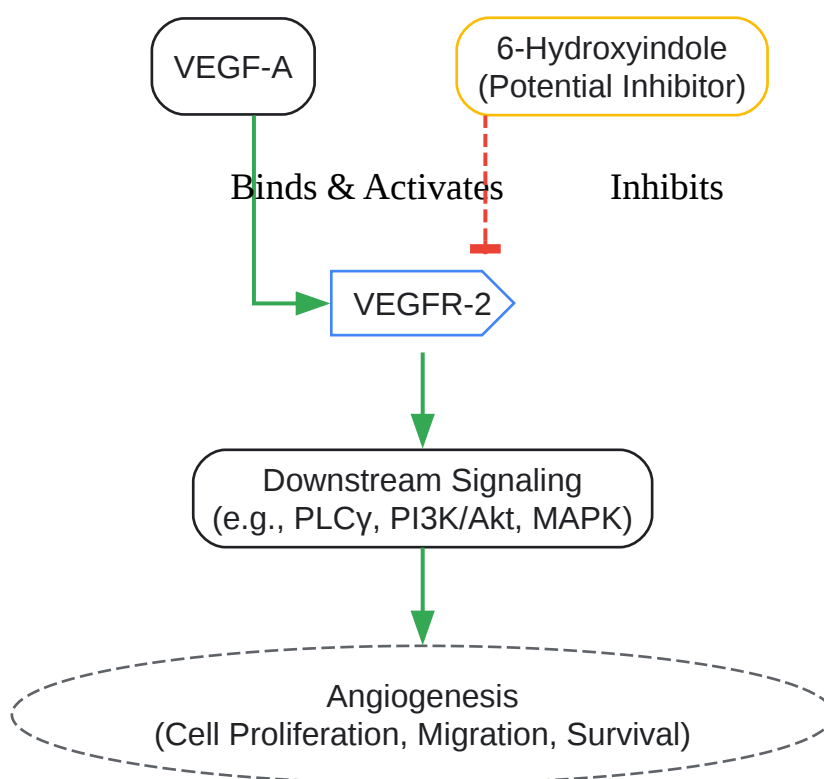 VEGF-A
6-Hydroxyindole
(Potential Inhibitor)
Binds & Activates
Inhibits
VEGFR-2
Downstream Signaling
(e.g., PLCγ, PI3K/Akt, MAPK)
Angiogenesis
(Cell Proliferation, Migration, Survival)